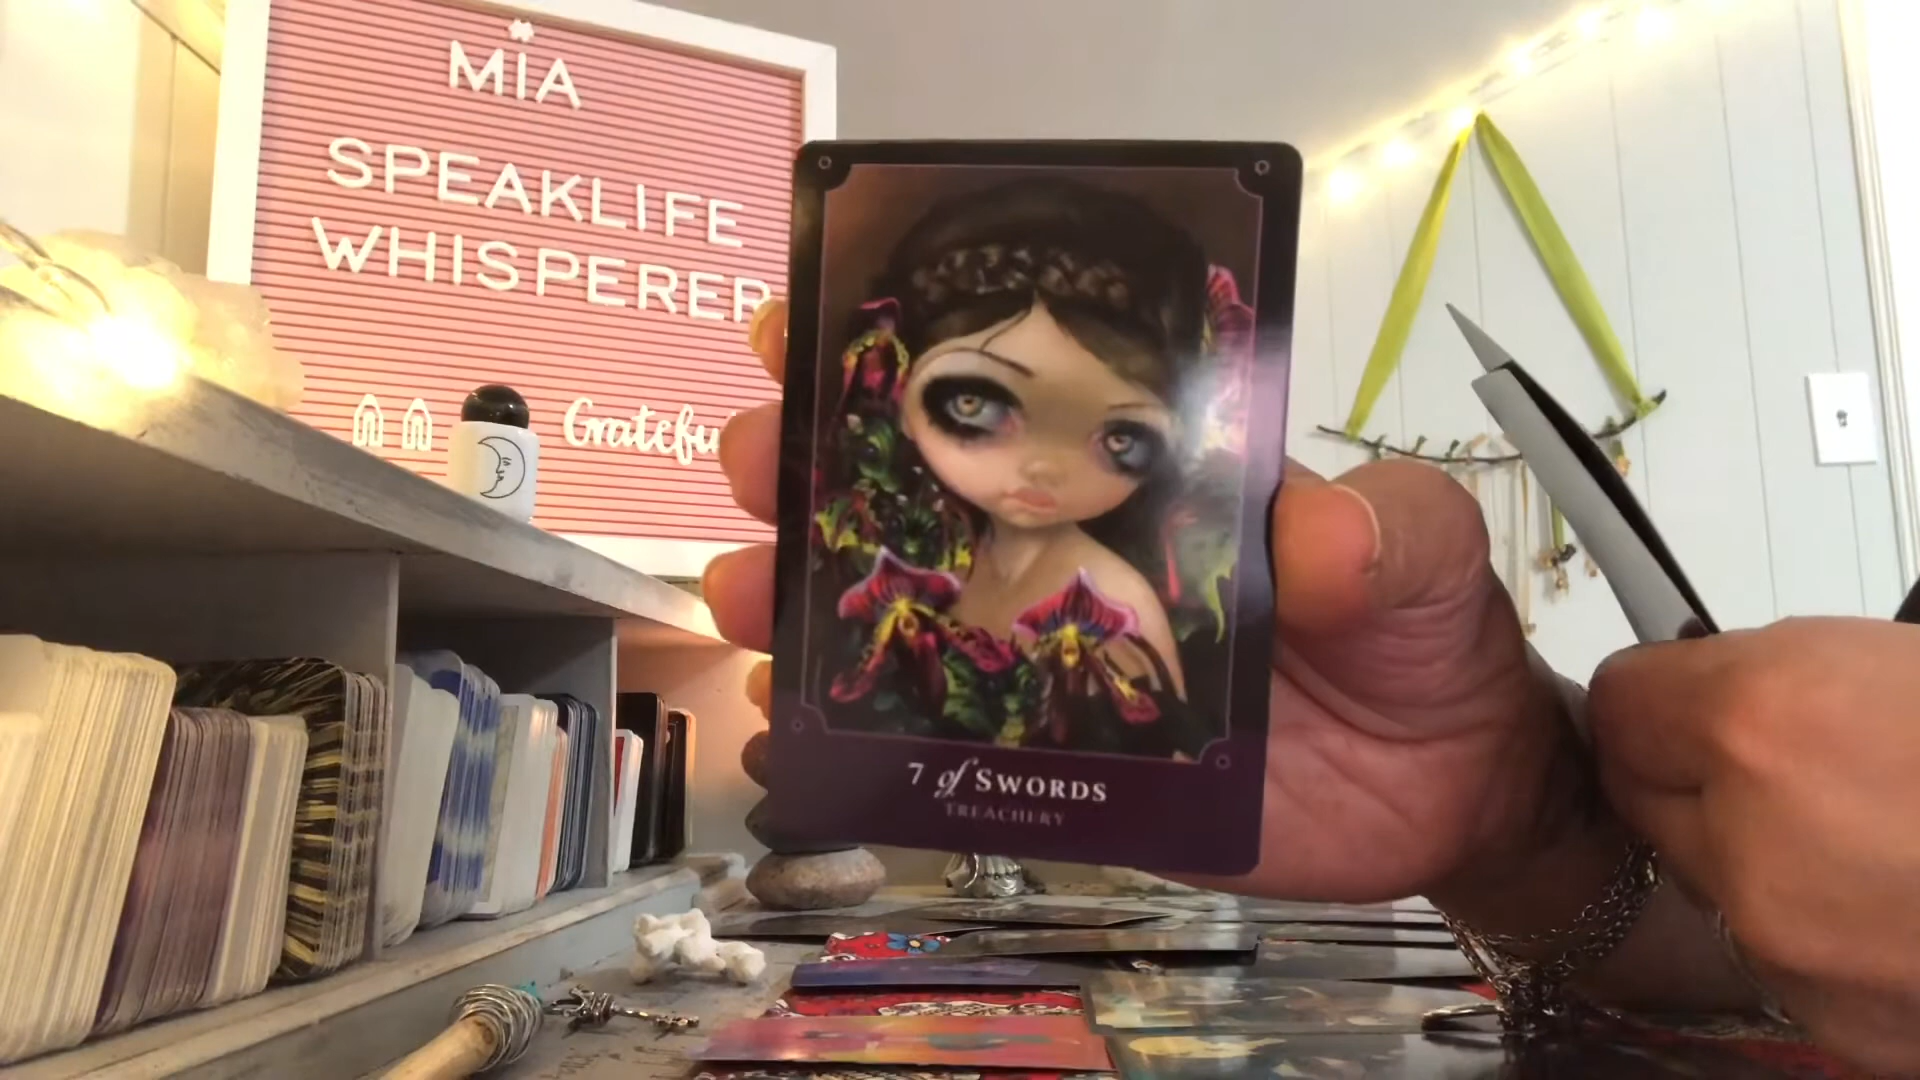 MIA
SPEAKLIFE
WHISPERER
Grateful
7 of SWORDS
TREACHERY